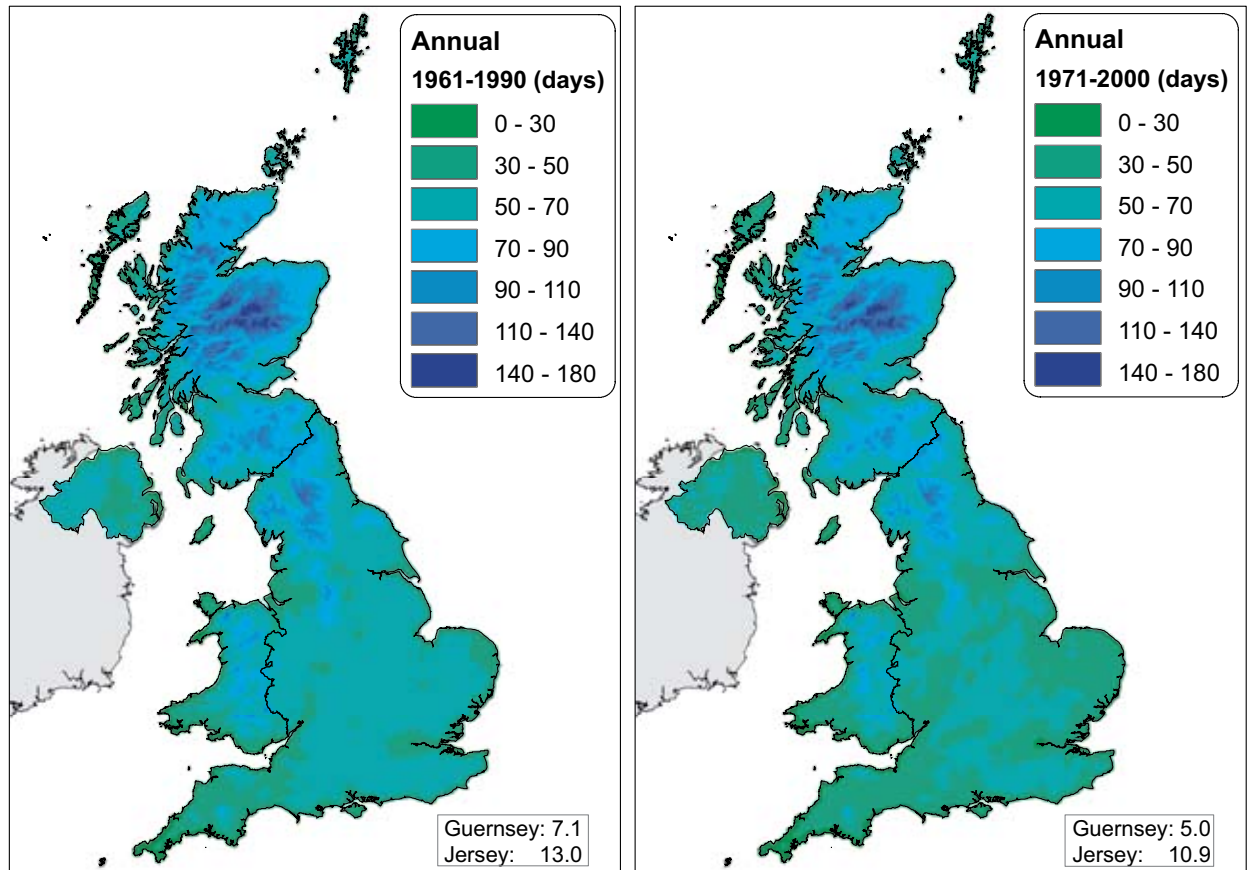 Annual
1961-1990 (days)
0 - 30
30 - 50
50 - 70
70 - 90
90 - 110
110 - 140
140 - 180
Guernsey: 7.1
Jersey: 13.0
Annual
1971-2000 (days)
0 - 30
30 - 50
50 - 70
70 - 90
90 - 110
110 - 140
140 - 180
Guernsey: 5.0
Jersey: 10.9